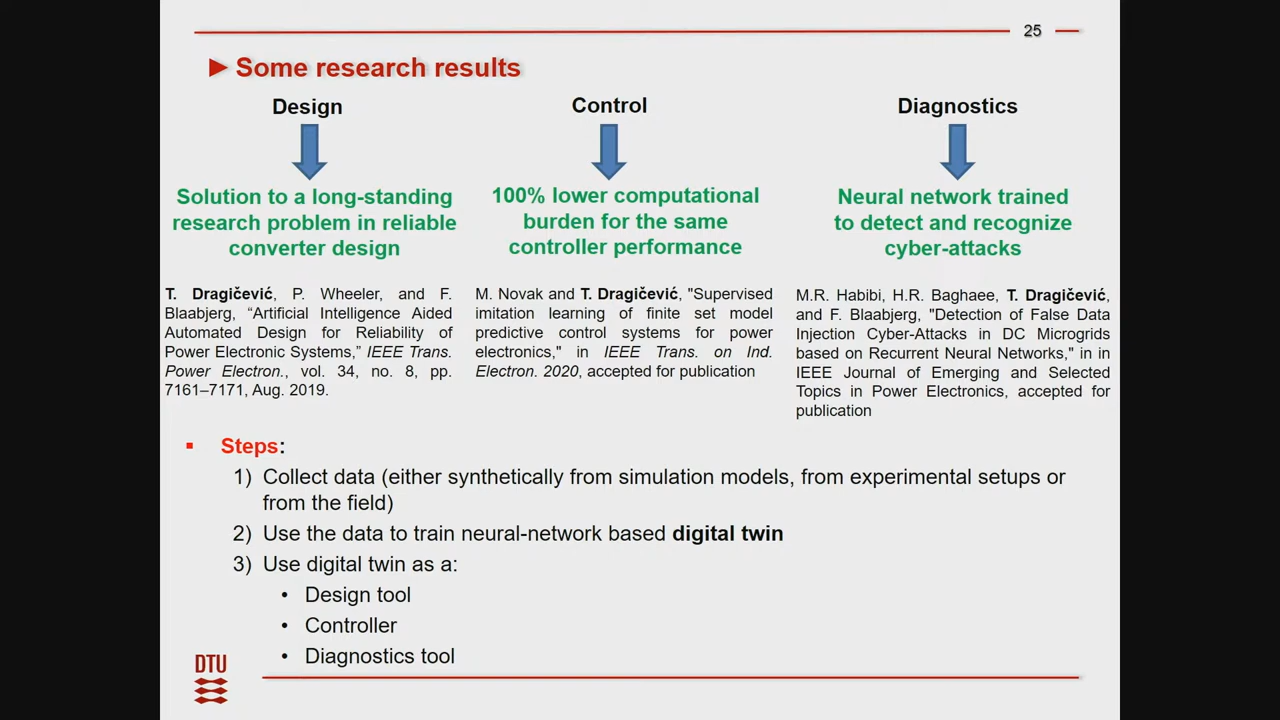 25
► Some research results
Design
Solution to a long-standing
research problem in reliable
converter design
T. Dragičević, P. Wheeler, and F.
Blaabjerg, “Artificial Intelligence Aided
Automated Design for Reliability of
Power Electronic Systems,” IEEE Trans.
Power Electron., vol. 34, no. 8, pp.
7161–7171, Aug. 2019.
Control
100% lower computational
burden for the same
controller performance
M. Novak and T. Dragičević, "Supervised
imitation learning of finite set model
predictive control systems for power
electronics," in IEEE Trans. on Ind.
Electron. 2020, accepted for publication
Diagnostics
Neural network trained
to detect and recognize
cyber-attacks
M.R. Habibi, H.R. Baghaee, T. Dragičević,
and F. Blaabjerg, "Detection of False Data
Injection Cyber-Attacks in DC Microgrids
based on Recurrent Neural Networks," in in
IEEE Journal of Emerging and Selected
Topics in Power Electronics, accepted for
publication
▪ Steps:
1) Collect data (either synthetically from simulation models, from experimental setups or
from the field)
2) Use the data to train neural-network based digital twin
3) Use digital twin as a:
• Design tool
• Controller
• Diagnostics tool
DTU